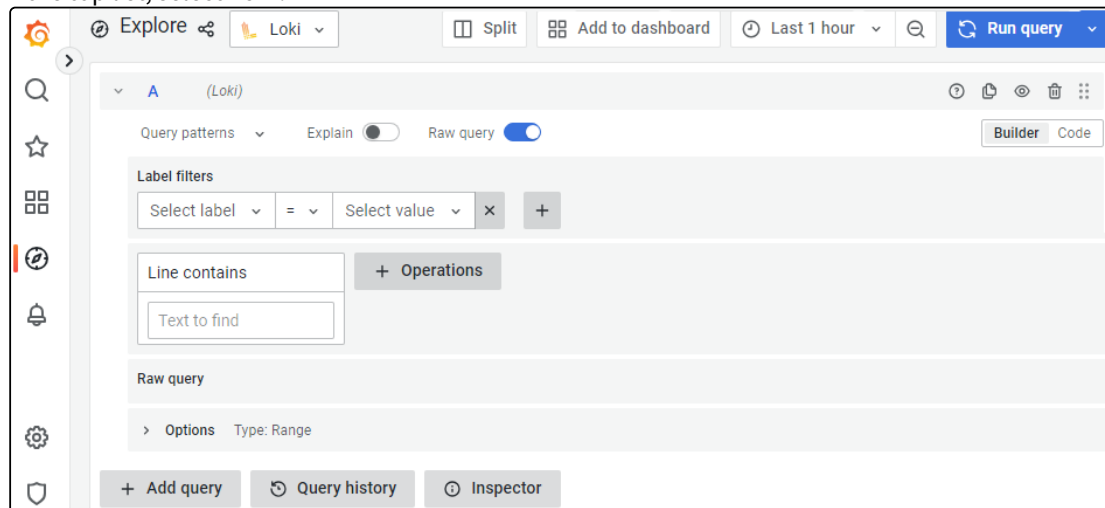 Explore Loki Split Add to dashboard Last 1 hour Run query
A (Loki)
Query patterns Explain Raw query Builder Code
Label filters
Select label = Select value × +
Line contains + Operations
Text to find
Raw query
> Options Type: Range
+ Add query Query history Inspector